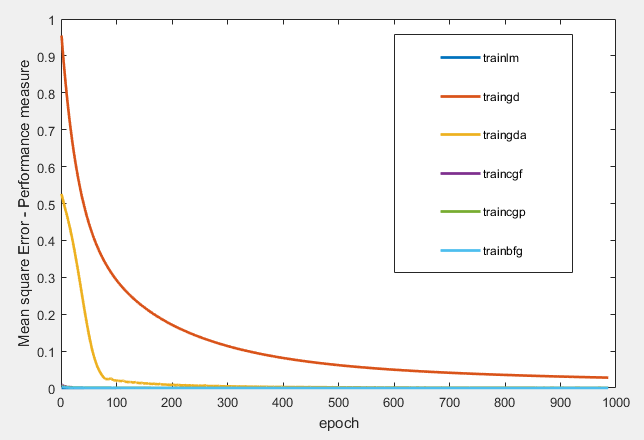 Mean square Error - Performance measure
1
0.9
0.8
0.7
0.6
0.5
0.4
0.3
0.2
0.1
0
trainlm
traingd
traingda
traincgf
traincgp
trainbfg
0 100 200 300 400 500 600 700 800 900 1000
epoch